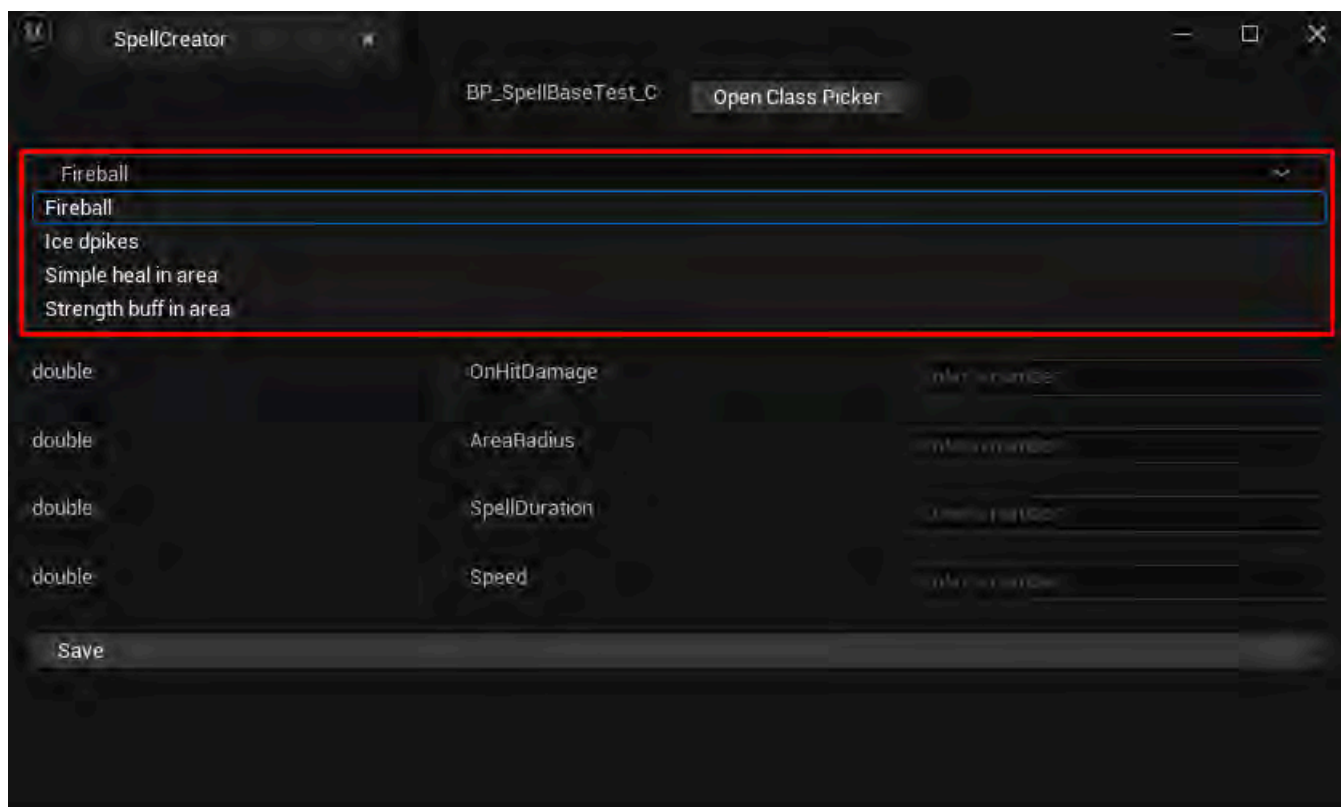 SpellCreator
BP_SpellBaseTest_C Open Class Picker
Fireball
Fireball
Ice dpikes
Simple heal in area
Strength buff in area
double OnHitDamage
double AreaRadius
double SpellDuration
double Speed
Save